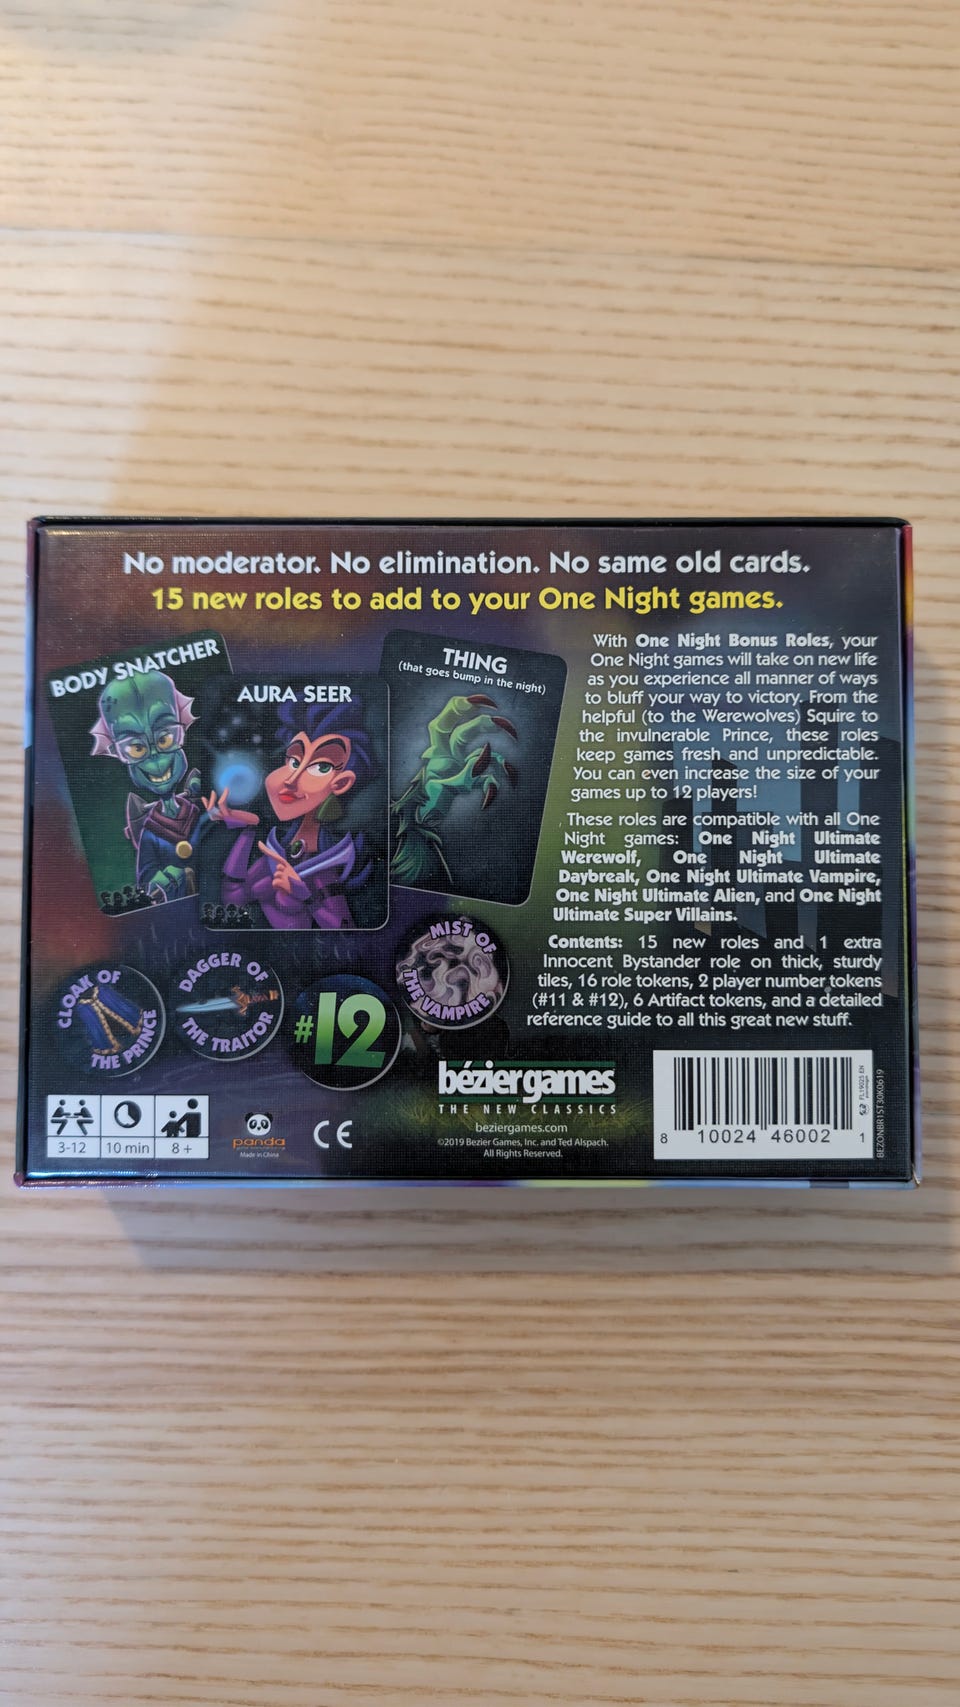 No moderator. No elimination. No same old cards.
15 new roles to add to your One Night games.
BODY SNATCHER
AURA SEER
THING
(that goes bump in the night)
With One Night Bonus Roles, your
One Night games will take on new life
as you experience all manner of ways
to bluff your way to victory. From the
helpful (to the Werewolves) Squire to
the invulnerable Prince, these roles
keep games fresh and unpredictable.
You can even increase the size of your
games up to 12 players!
These roles are compatible with all One
Night games: One Night Ultimate
Werewolf, One Night Ultimate
Daybreak, One Night Ultimate Vampire,
One Night Ultimate Alien, and One Night
Ultimate Super Villains.
Contents: 15 new roles and 1 extra
Innocent Bystander role on thick, sturdy
tiles, 16 role tokens, 2 player number tokens
(#11 & #12), 6 Artifact tokens, and a detailed
reference guide to all this great new stuff.
CLOAK OF
THE PRINCE
DAGGER OF
THE TRAITOR
#12
MIST OF
THE VAMPIRE
3-12
10 min
8 +
panda
Made in China
CE
béziergames
THE NEW CLASSICS
beziergames.com
©2019 Bezier Games, Inc. and Ted Alspach.
All Rights Reserved.
8 10024 46002 1
FL19025 EN
BEZONBR1ST30K0619